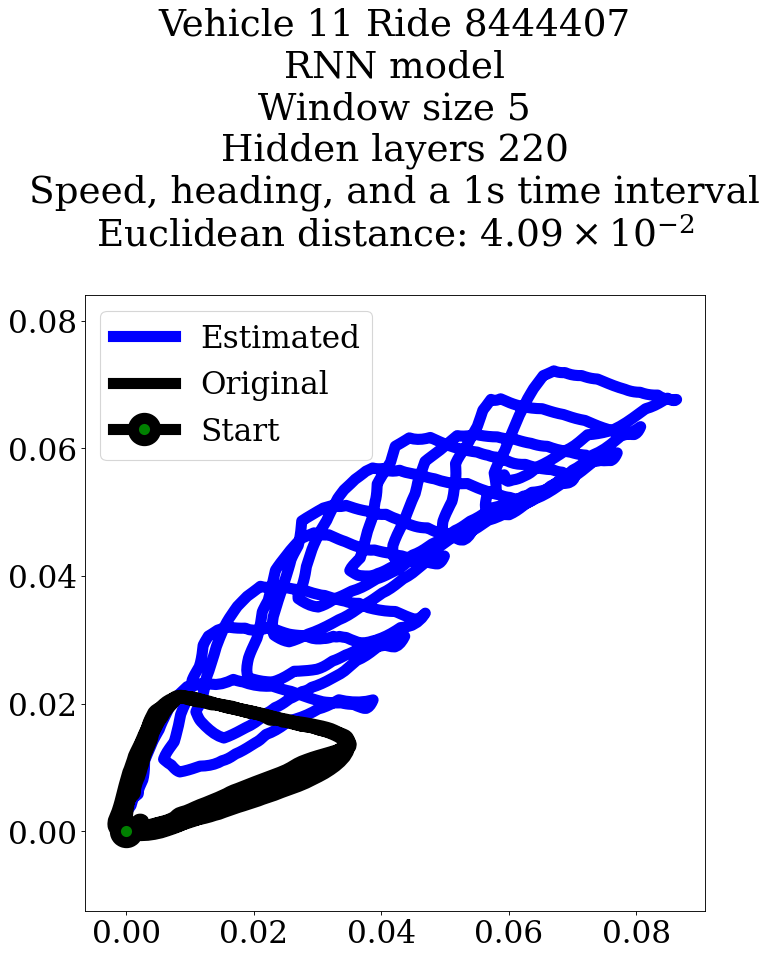 Vehicle 11 Ride 8444407
RNN model
Window size 5
Hidden layers 220
Speed, heading, and a 1s time interval
Euclidean distance: 4.09 × 10⁻²
Estimated
Original
Start
0.08
0.06
0.04
0.02
0.00
0.00 0.02 0.04 0.06 0.08